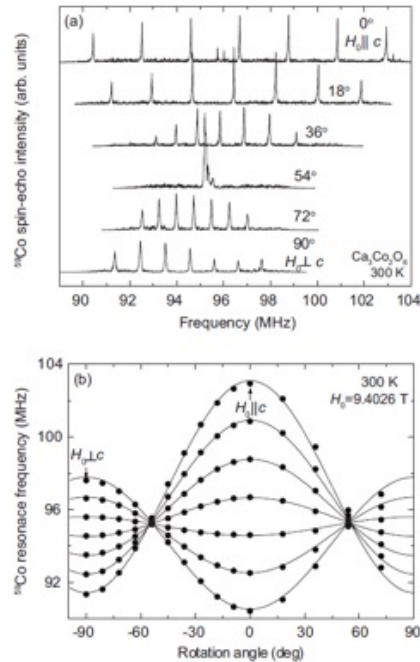 (a)
0°
H₀∥ c
18°
36°
54°
72°
90°
H₀⊥ c
Ca₃Co₂O₆
300 K
⁵⁹Co spin-echo intensity (arb. units)
90 92 94 96 98 100 102 104
Frequency (MHz)
(b)
300 K
H₀=9.4026 T
H₀∥c
H₀⊥c
⁵⁹Co resonace frequency (MHz)
104
100
96
92
-90 -60 -30 0 30 60 90
Rotation angle (deg)